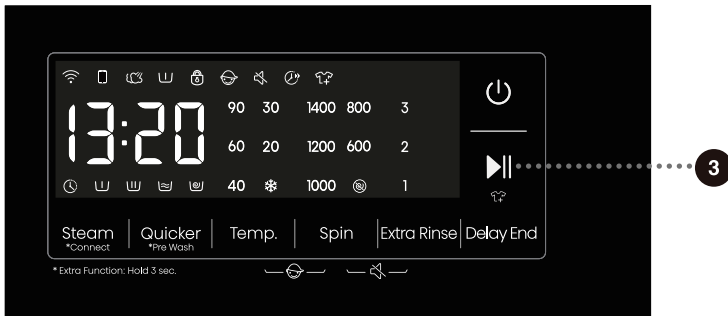 13:20
90 30 1400 800 3
60 20 1200 600 2
40 1000 1
3
Steam Quicker Temp. Spin Extra Rinse Delay End
*Connect *Pre Wash
* Extra Function: Hold 3 sec.